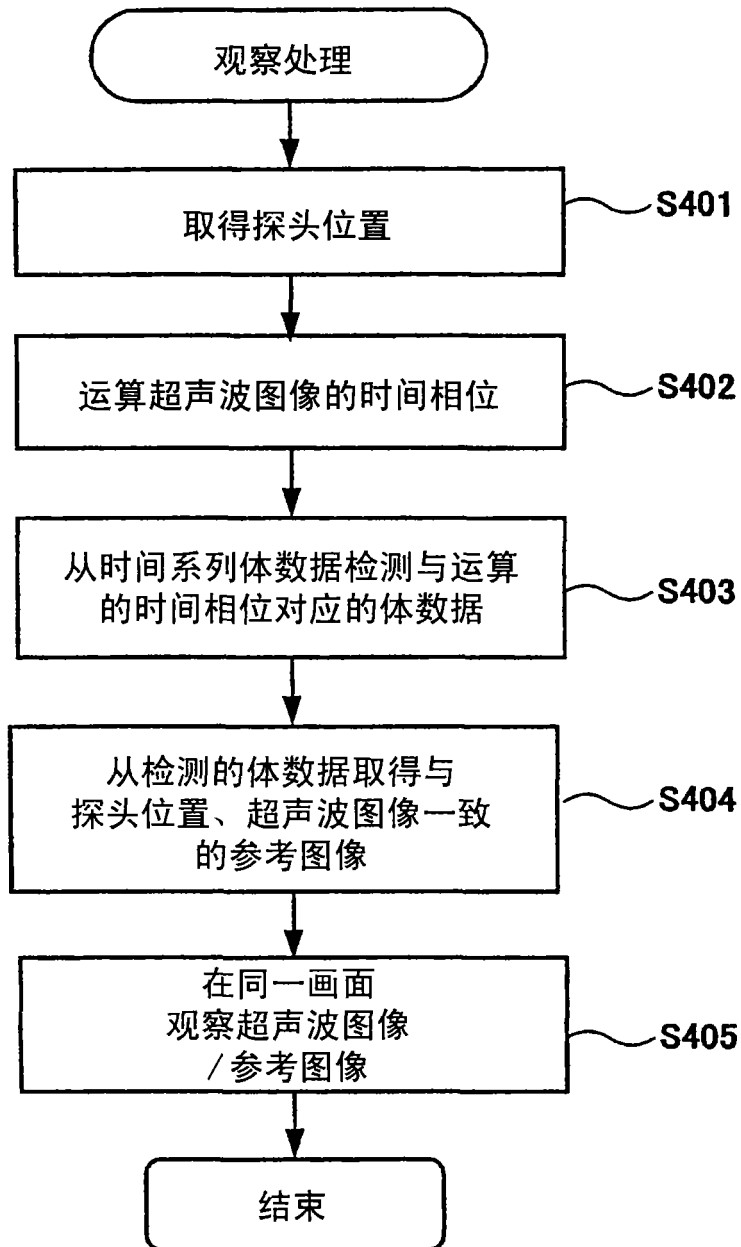 观察处理
取得探头位置
S401
运算超声波图像的时间相位
S402
从时间系列体数据检测与运算
的时间相位对应的体数据
S403
从检测的体数据取得与
探头位置、超声波图像一致
的参考图像
S404
在同一画面
观察超声波图像
/参考图像
S405
结束